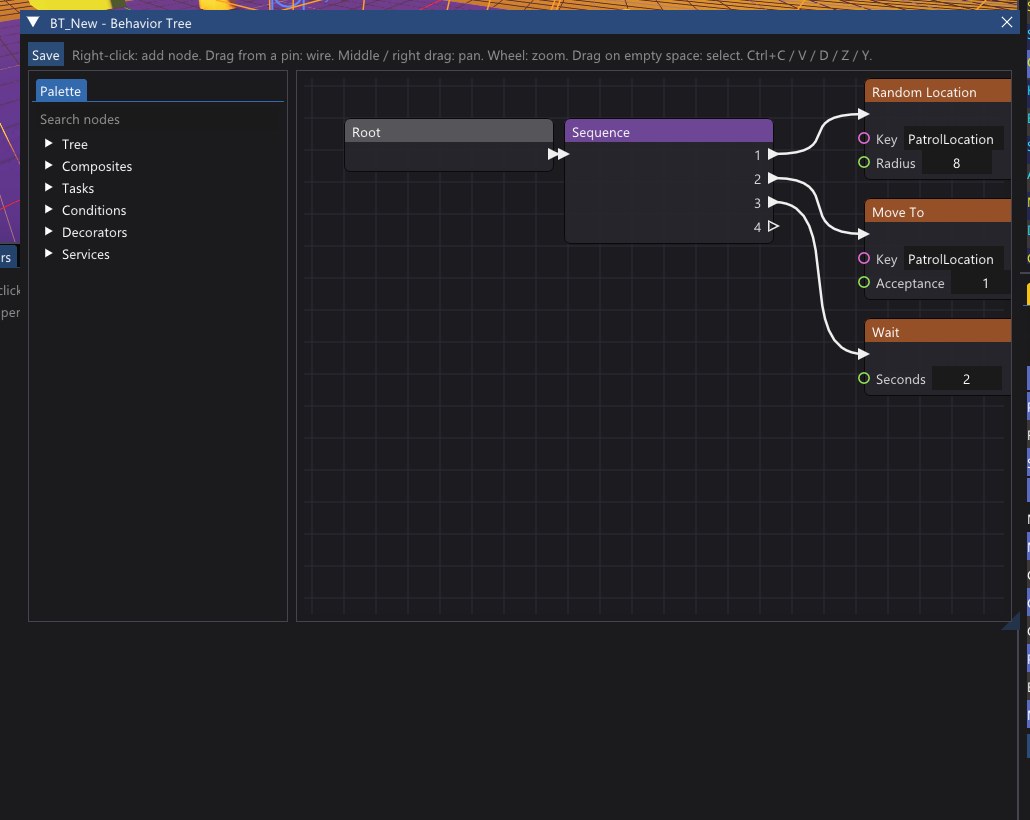 BT_New - Behavior Tree
Save
Right-click: add node. Drag from a pin: wire. Middle / right drag: pan. Wheel: zoom. Drag on empty space: select. Ctrl+C / V / D / Z / Y.
Palette
Search nodes
Tree
Composites
Tasks
Conditions
Decorators
Services
Root
Sequence
1
2
3
4
Random Location
Key PatrolLocation
Radius 8
Move To
Key PatrolLocation
Acceptance 1
Wait
Seconds 2
rs
click
per